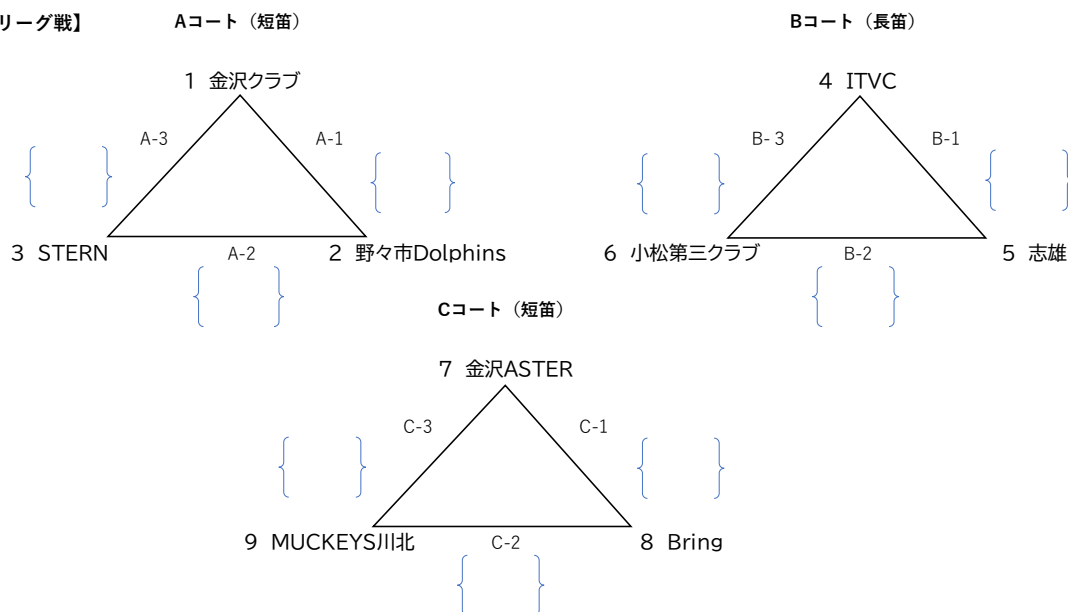 リーグ戦】
Aコート（短笛）
Bコート（長笛）
1 金沢クラブ
4 ITVC
A-3
A-1
B- 3
B-1
3 STERN
A-2
2 野々市Dolphins
6 小松第三クラブ
B-2
5 志雄
Cコート（短笛）
7 金沢ASTER
C-3
C-1
9 MUCKEYS川北
C-2
8 Bring